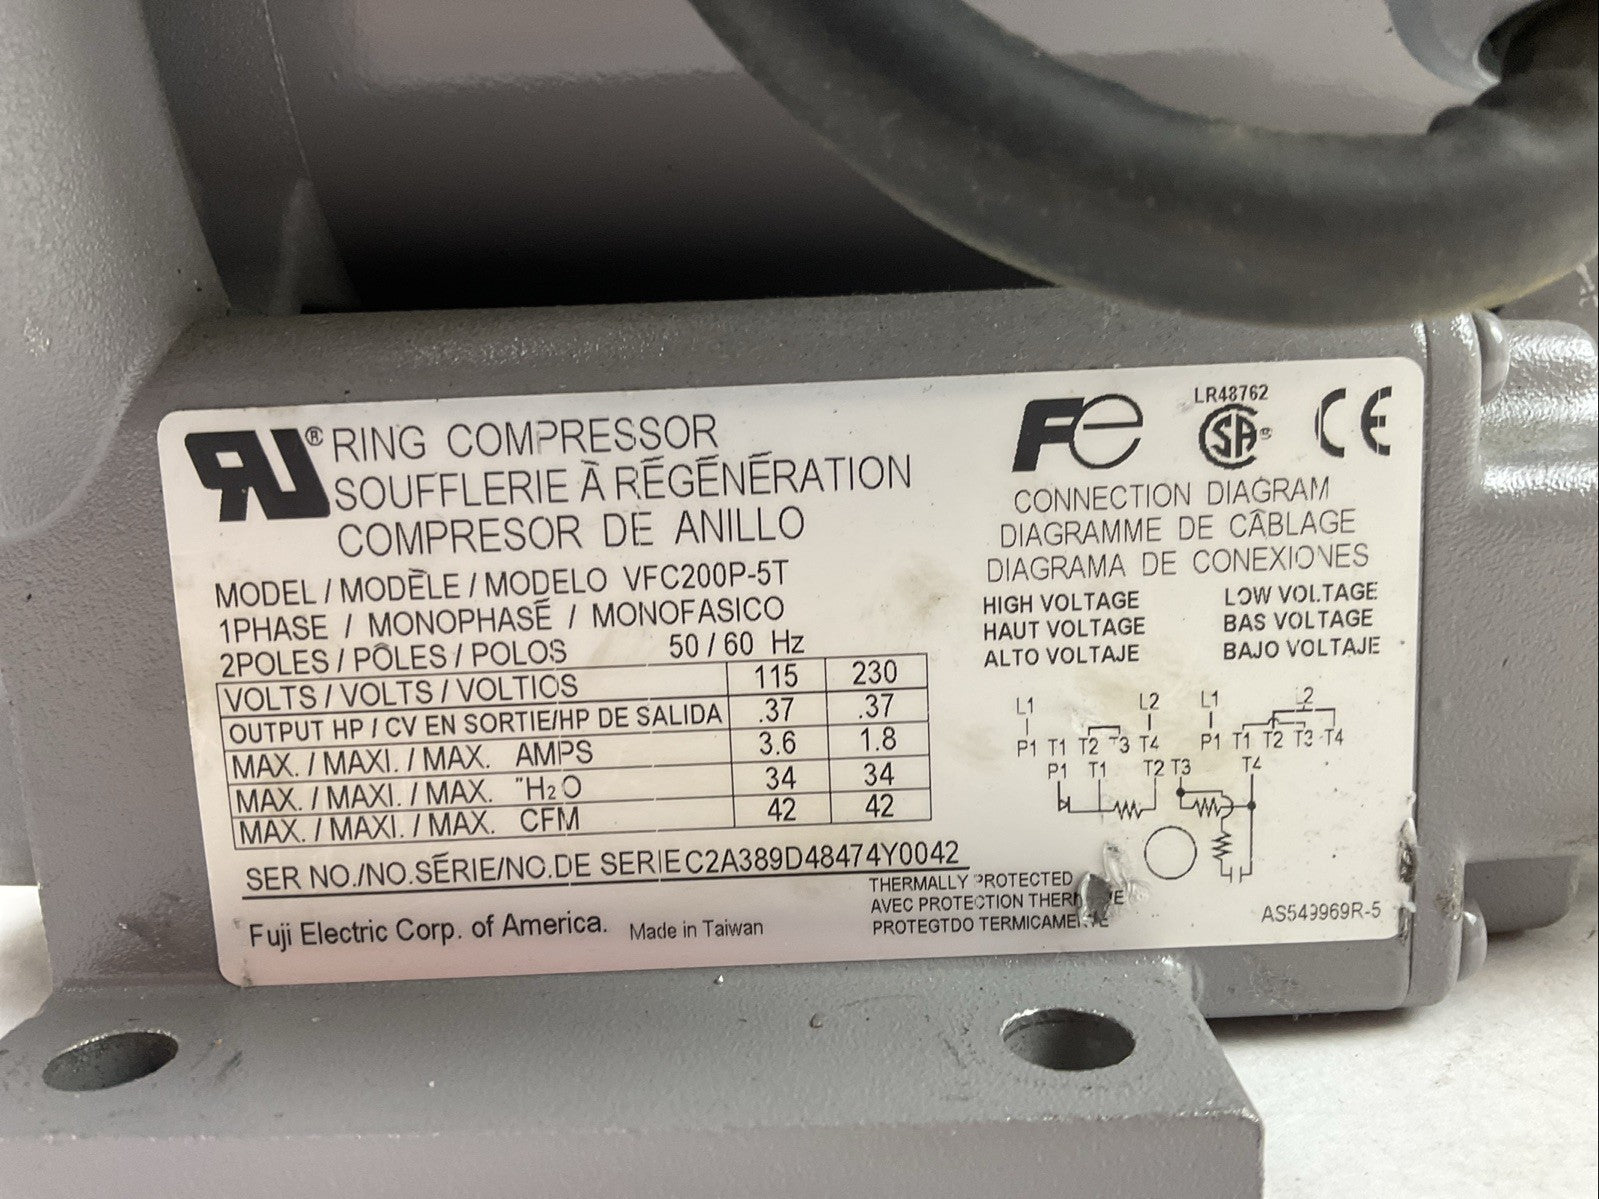 RU® RING COMPRESSOR
SOUFFLERIE À RÉGÉNÉRATION
COMPRESOR DE ANILLO
MODEL / MODÈLE / MODELO VFC200P-5T
1PHASE / MONOPHASÉ / MONOFASICO
2POLES / PÔLES / POLOS 50 / 60 Hz
VOLTS / VOLTS / VOLTIOS 115 230
OUTPUT HP / CV EN SORTIE/HP DE SALIDA .37 .37
MAX. / MAXI. / MAX. AMPS 3.6 1.8
MAX. / MAXI. / MAX. "H₂O 34 34
MAX. / MAXI. / MAX. CFM 42 42
SER NO./NO.SÉRIE/NO.DE SERIE C2A389D48474Y0042
Fuji Electric Corp. of America. Made in Taiwan
THERMALLY PROTECTED
AVEC PROTECTION
PROTEGTDO
Fe LR48762 SA® CE
CONNECTION DIAGRAM
DIAGRAMME DE CÂBLAGE
DIAGRAMA DE CONEXIONES
HIGH VOLTAGE LOW VOLTAGE
HAUT VOLTAGE BAS VOLTAGE
ALTO VOLTAJE BAJO VOLTAJE
L1 L2 L1 L2
P1 T1 T2 T3 T4 P1 T1 T2 T3 T4
P1 T1 T2 T3 T4
AS549969R-5